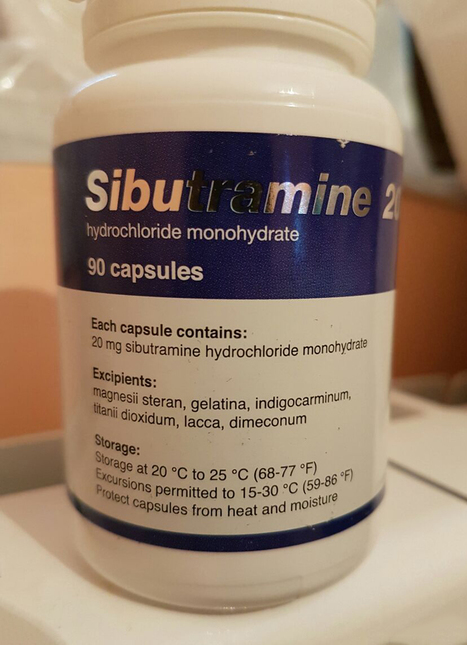 Sibutramine 20
hydrochloride monohydrate
90 capsules
Each capsule contains:
20 mg sibutramine hydrochloride monohydrate
Excipients:
magnesii steran, gelatina, indigocarminum,
titanii dioxidum, lacca, dimeconum
Storage:
Storage at 20 °C to 25 °C (68-77 °F)
Excursions permitted to 15-30 °C (59-86 °F)
Protect capsules from heat and moisture